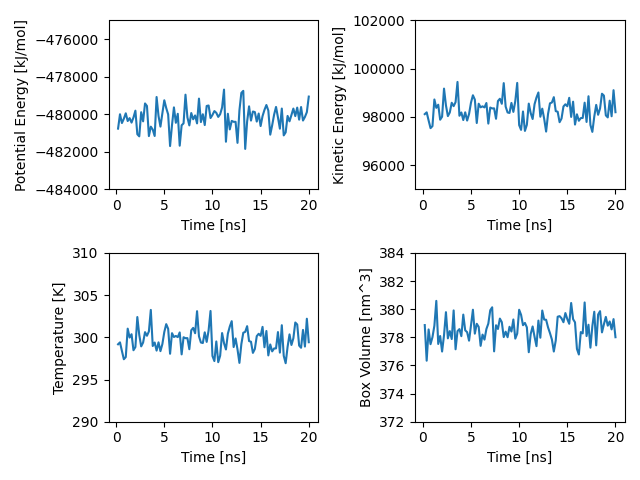 Potential Energy [kJ/mol]
−476000
−478000
−480000
−482000
−484000
0 5 10 15 20
Time [ns]
Kinetic Energy [kJ/mol]
102000
100000
98000
96000
0 5 10 15 20
Time [ns]
Temperature [K]
310
305
300
295
290
0 5 10 15 20
Time [ns]
Box Volume [nm^3]
384
382
380
378
376
374
372
0 5 10 15 20
Time [ns]